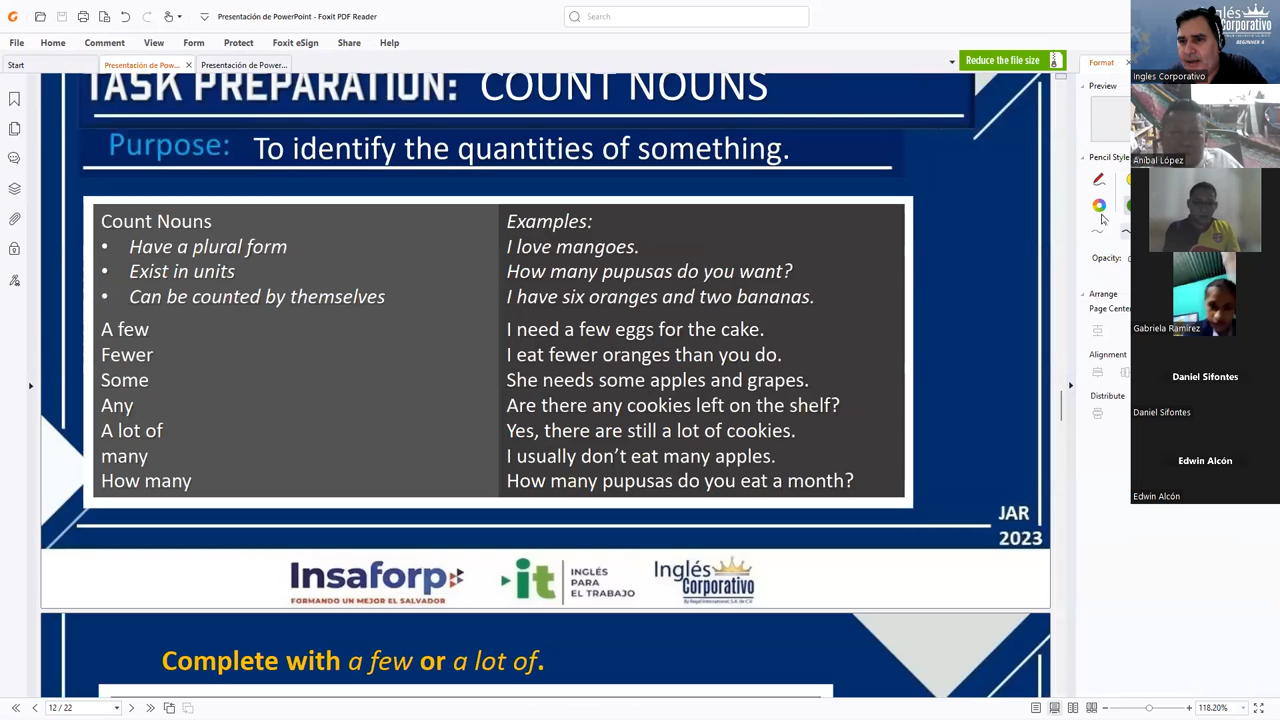 Presentación de PowerPoint - Foxit PDF Reader
Search
File Home Comment View Form Protect Foxit eSign Share Help
Start
Presentación de Pow...
Presentación de Power...
Reduce the file size
Format
Preview
Pencil Style
Opacity:
Arrange
Page Center
Alignment
Distribute
TASK PREPARATION: COUNT NOUNS
Purpose: To identify the quantities of something.
Count Nouns
• Have a plural form
• Exist in units
• Can be counted by themselves
A few
Fewer
Some
Any
A lot of
many
How many
Examples:
I love mangoes.
How many pupusas do you want?
I have six oranges and two bananas.
I need a few eggs for the cake.
I eat fewer oranges than you do.
She needs some apples and grapes.
Are there any cookies left on the shelf?
Yes, there are still a lot of cookies.
I usually don't eat many apples.
How many pupusas do you eat a month?
JAR
2023
Insaforp
FORMANDO UN MEJOR EL SALVADOR
it
INGLÉS
PARA
EL TRABAJO
Inglés
Corporativo
Complete with a few or a lot of.
12 / 22
118.20%
Inglés
Corporativo
BEGINNER 4
Ingles Corporativo
Aníbal López
Gabriela Ramírez
Daniel Sifontes
Daniel Sifontes
Edwin Alcón
Edwin Alcón